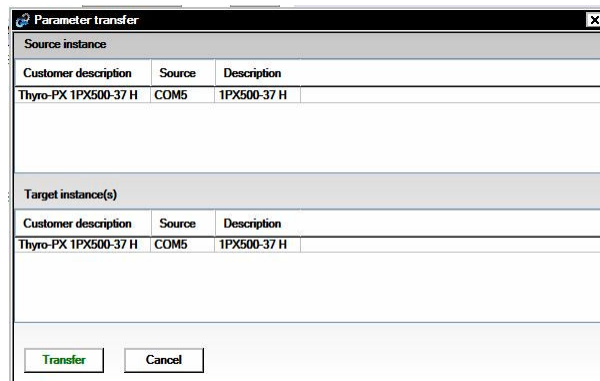 Parameter transfer
Source instance
Customer description Source Description
Thyro-PX 1PX500-37 H COM5 1PX500-37 H
Target instance(s)
Customer description Source Description
Thyro-PX 1PX500-37 H COM5 1PX500-37 H
Transfer Cancel